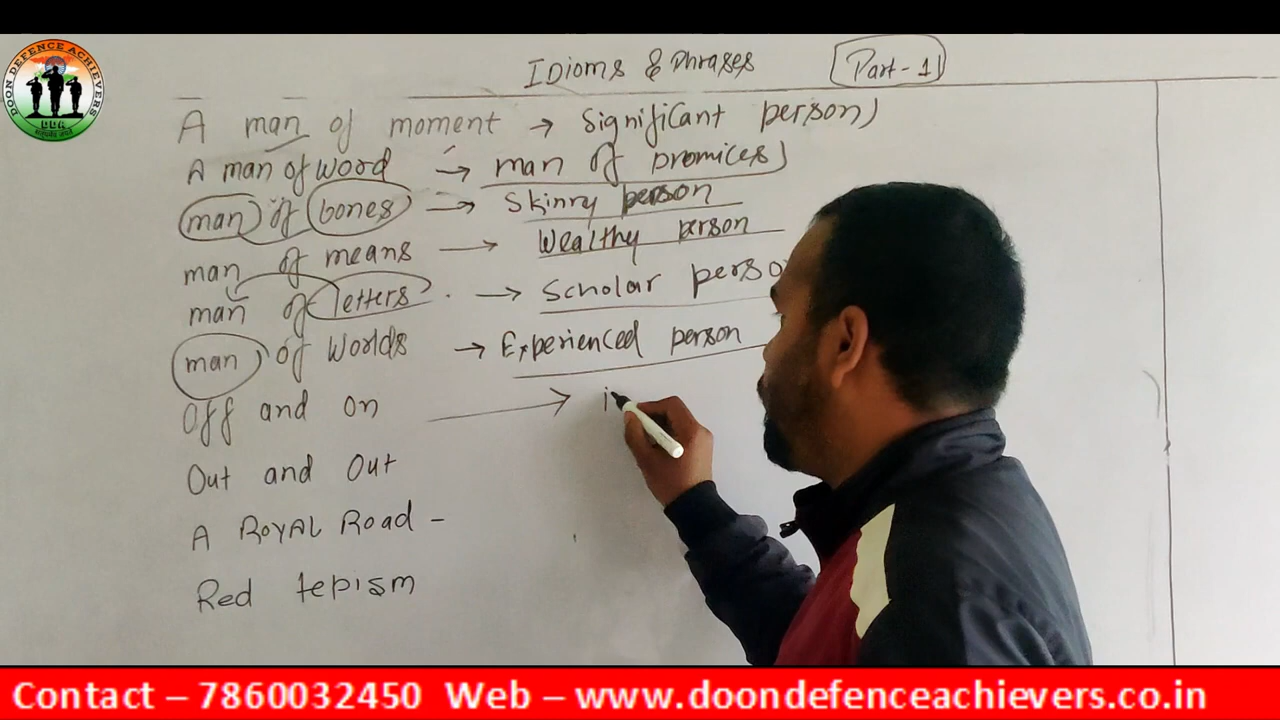 DOON DEFENCE ACHIEVERS
DDA
Idioms & Phrases
Part-1
A man of moment → Significant person)
A man of word → man of promices)
man of bones → Skinny person
man of means → Wealthy person
man of letters → Scholar perso
man of Worlds → Experienced person
Off and on → i
Out and Out
A Royal Road -
Red tepism
Contact – 7860032450 Web – www.doondefenceachievers.co.in